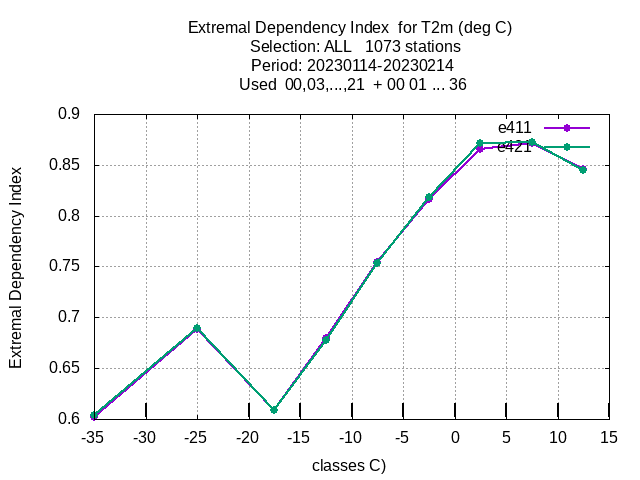 Extremal Dependency Index  for T2m (deg C)
Selection: ALL   1073 stations
Period: 20230114-20230214
Used  00,03,...,21  + 00 01 ... 36
e411
e421
Extremal Dependency Index
0.9
0.85
0.8
0.75
0.7
0.65
0.6
-35 -30 -25 -20 -15 -10 -5 0 5 10 15
classes C)